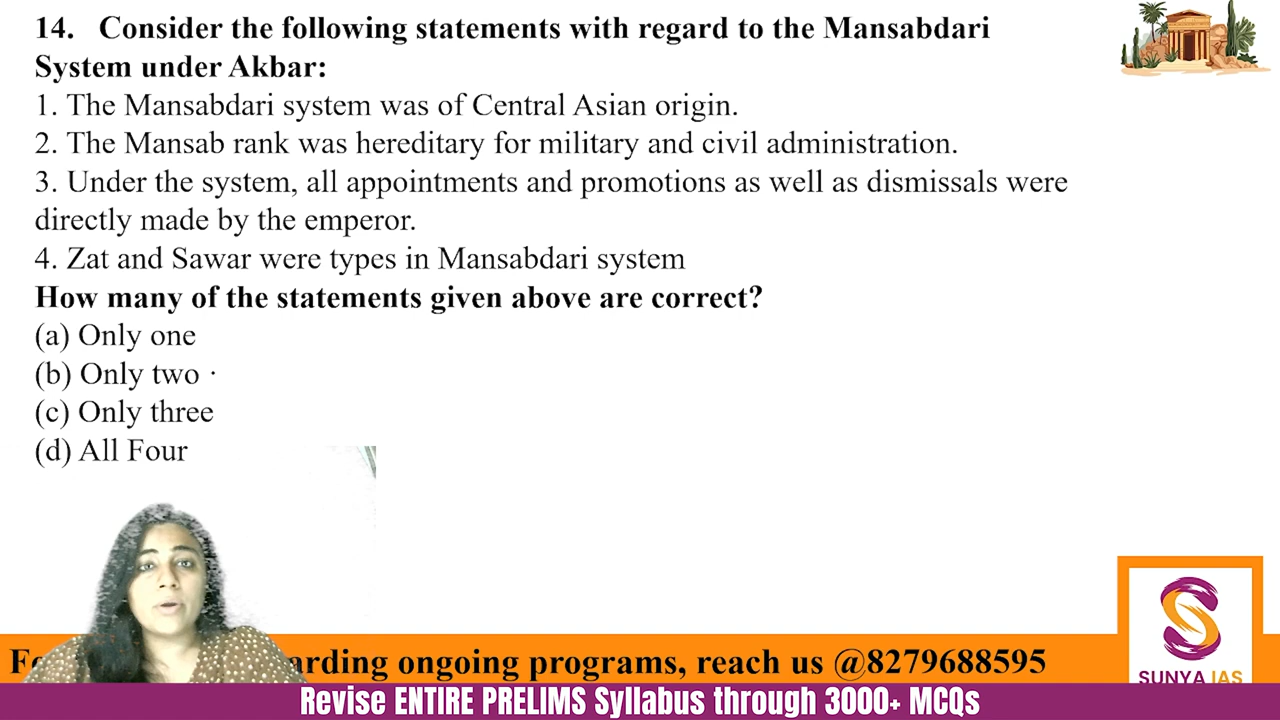 14. Consider the following statements with regard to the Mansabdari
System under Akbar:
1. The Mansabdari system was of Central Asian origin.
2. The Mansab rank was hereditary for military and civil administration.
3. Under the system, all appointments and promotions as well as dismissals were
directly made by the emperor.
4. Zat and Sawar were types in Mansabdari system
How many of the statements given above are correct?
(a) Only one
(b) Only two
(c) Only three
(d) All Four
ongoing programs, reach us @8279688595
SUNYA IAS
Revise ENTIRE PRELIMS Syllabus through 3000+ MCQs